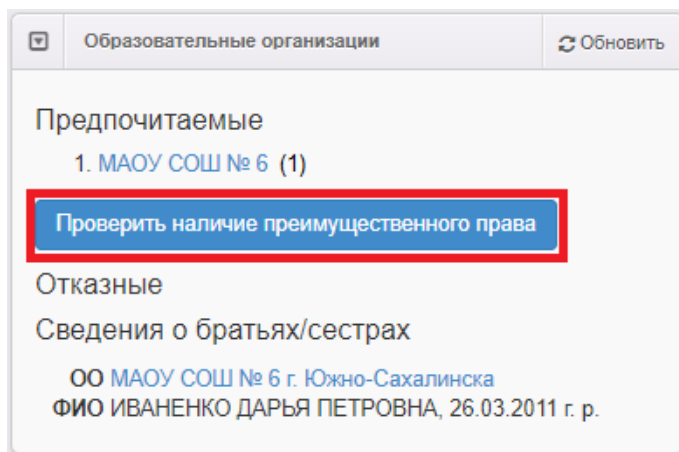 Образовательные организации
Обновить
Предпочитаемые
1. МАОУ СОШ № 6 (1)
Проверить наличие преимущественного права
Отказные
Сведения о братьях/сестрах
ОО МАОУ СОШ № 6 г. Южно-Сахалинска
ФИО ИВАНЕНКО ДАРЬЯ ПЕТРОВНА, 26.03.2011 г. р.